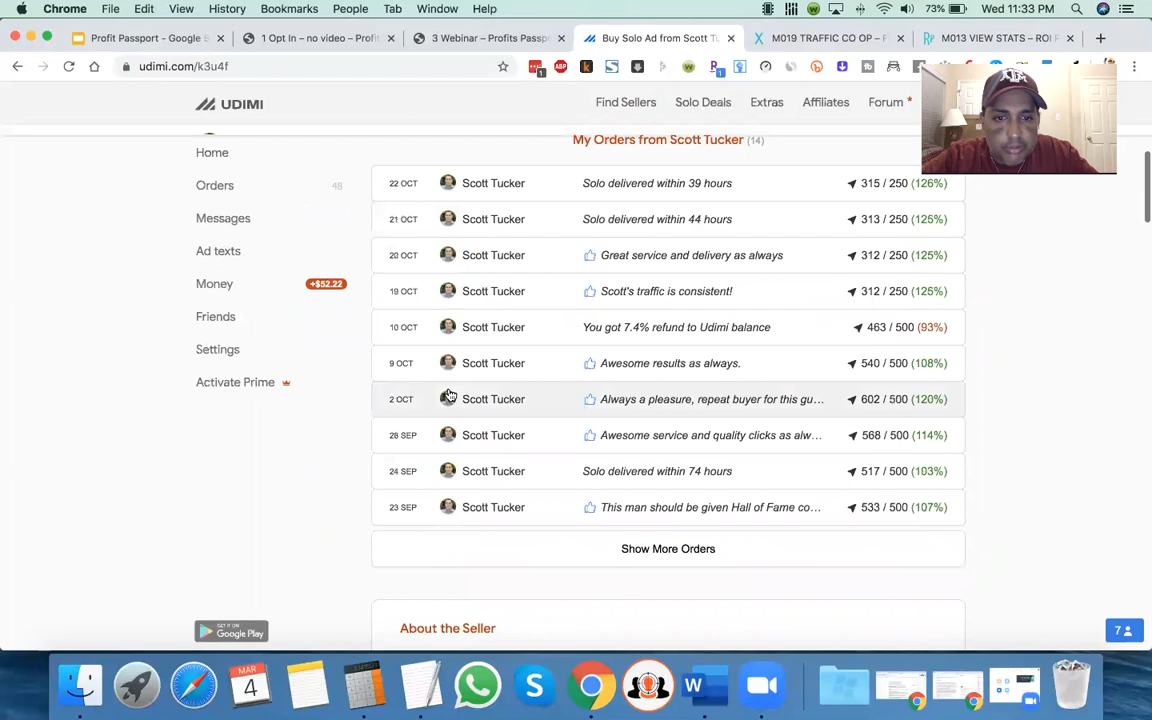 Chrome File Edit View History Bookmarks People Tab Window Help 73% Wed 11:33 PM
Profit Passport - Google S
1 Opt In – no video – Profit
3 Webinar – Profits Passpo
Buy Solo Ad from Scott T
M019 TRAFFIC CO OP – P
M013 VIEW STATS – ROI
udimi.com/k3u4f
UDIMI
Find Sellers Solo Deals Extras Affiliates Forum
Home
Orders 48
Messages
Ad texts
Money +$52.22
Friends
Settings
Activate Prime
My Orders from Scott Tucker (14)
22 OCT Scott Tucker Solo delivered within 39 hours 315 / 250 (126%)
21 OCT Scott Tucker Solo delivered within 44 hours 313 / 250 (125%)
20 OCT Scott Tucker Great service and delivery as always 312 / 250 (125%)
19 OCT Scott Tucker Scott's traffic is consistent! 312 / 250 (125%)
10 OCT Scott Tucker You got 7.4% refund to Udimi balance 463 / 500 (93%)
9 OCT Scott Tucker Awesome results as always. 540 / 500 (108%)
2 OCT Scott Tucker Always a pleasure, repeat buyer for this gu... 602 / 500 (120%)
28 SEP Scott Tucker Awesome service and quality clicks as alw... 568 / 500 (114%)
24 SEP Scott Tucker Solo delivered within 74 hours 517 / 500 (103%)
23 SEP Scott Tucker This man should be given Hall of Fame co... 533 / 500 (107%)
Show More Orders
About the Seller
GET IT ON
Google Play
7
MAR
4